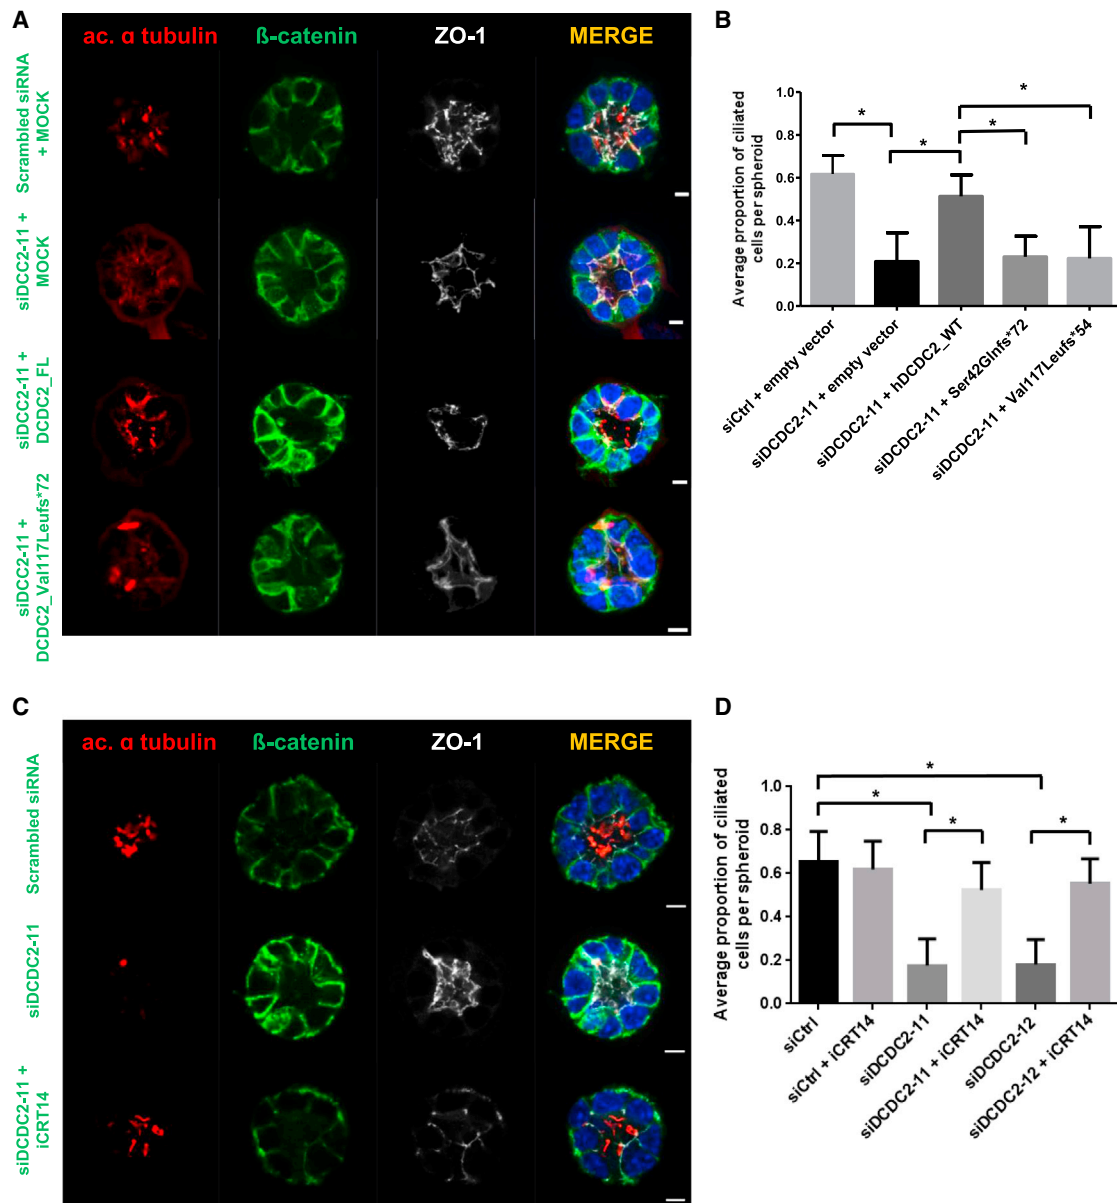 A
ac. α tubulin
ß-catenin
ZO-1
MERGE
Scrambled siRNA
+ MOCK
siDCC2-11 +
MOCK
siDCC2-11 +
DCDC2_FL
siDCC2-11 +
DCDC2_Val117Leufs*72
B
Average proportion of ciliated
cells per spheroid
1.0
0.8
0.6
0.4
0.2
0.0
*
*
*
*
siCtrl + empty vector
siDCDC2-11 + empty vector
siDCDC2-11 + hDCDC2_WT
siDCDC2-11 + Ser42GInfs*72
siDCDC2-11 + Val117Leufs*54
C
ac. α tubulin
ß-catenin
ZO-1
MERGE
Scrambled siRNA
siDCDC2-11
siDCDC2-11 +
iCRT14
D
Average proportion of ciliated
cells per spheroid
1.0
0.8
0.6
0.4
0.2
0.0
*
*
*
*
siCtrl
siCtrl + iCRT14
siDCDC2-11
siDCDC2-11 + iCRT14
siDCDC2-12
siDCDC2-12 + iCRT14